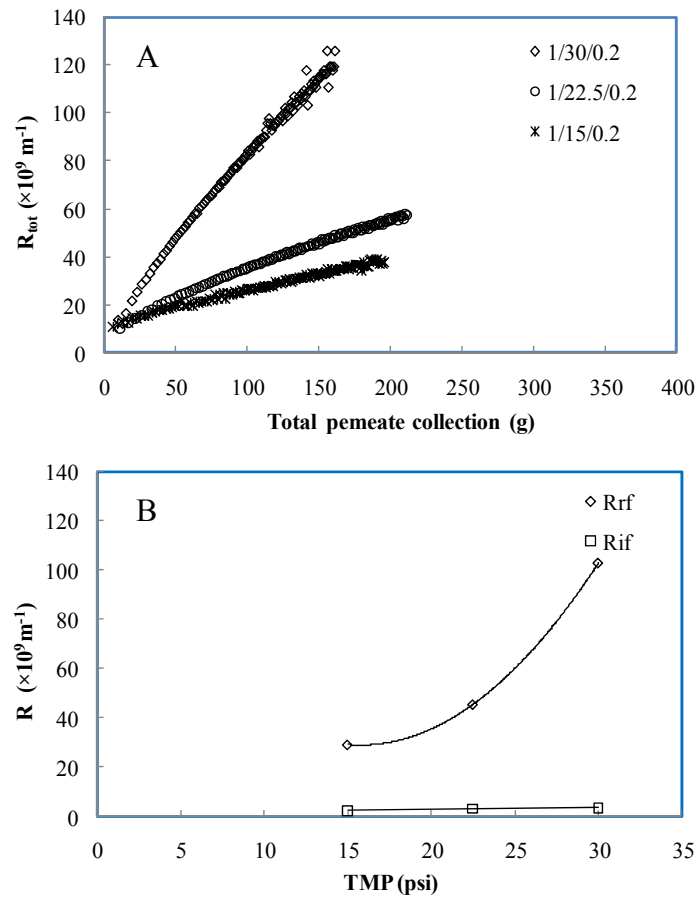 A
140
120
100
80
60
40
20
0
R_tot (×10⁹ m⁻¹)
1/30/0.2
1/22.5/0.2
1/15/0.2
0 50 100 150 200 250 300 350 400
Total pemeate collection (g)
B
140
120
100
80
60
40
20
0
R (×10⁹ m⁻¹)
Rrf
Rif
0 5 10 15 20 25 30 35
TMP (psi)